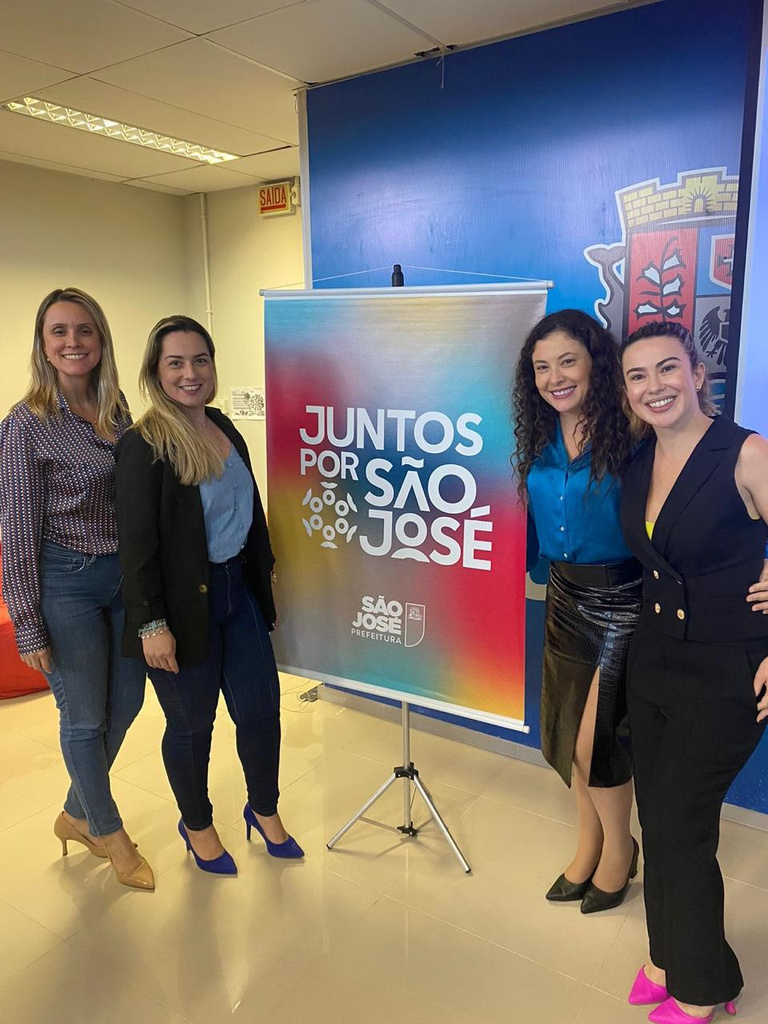 SAÍDA
JUNTOS
POR SÃO
JOSÉ
SÃO
JOSÉ
PREFEITURA